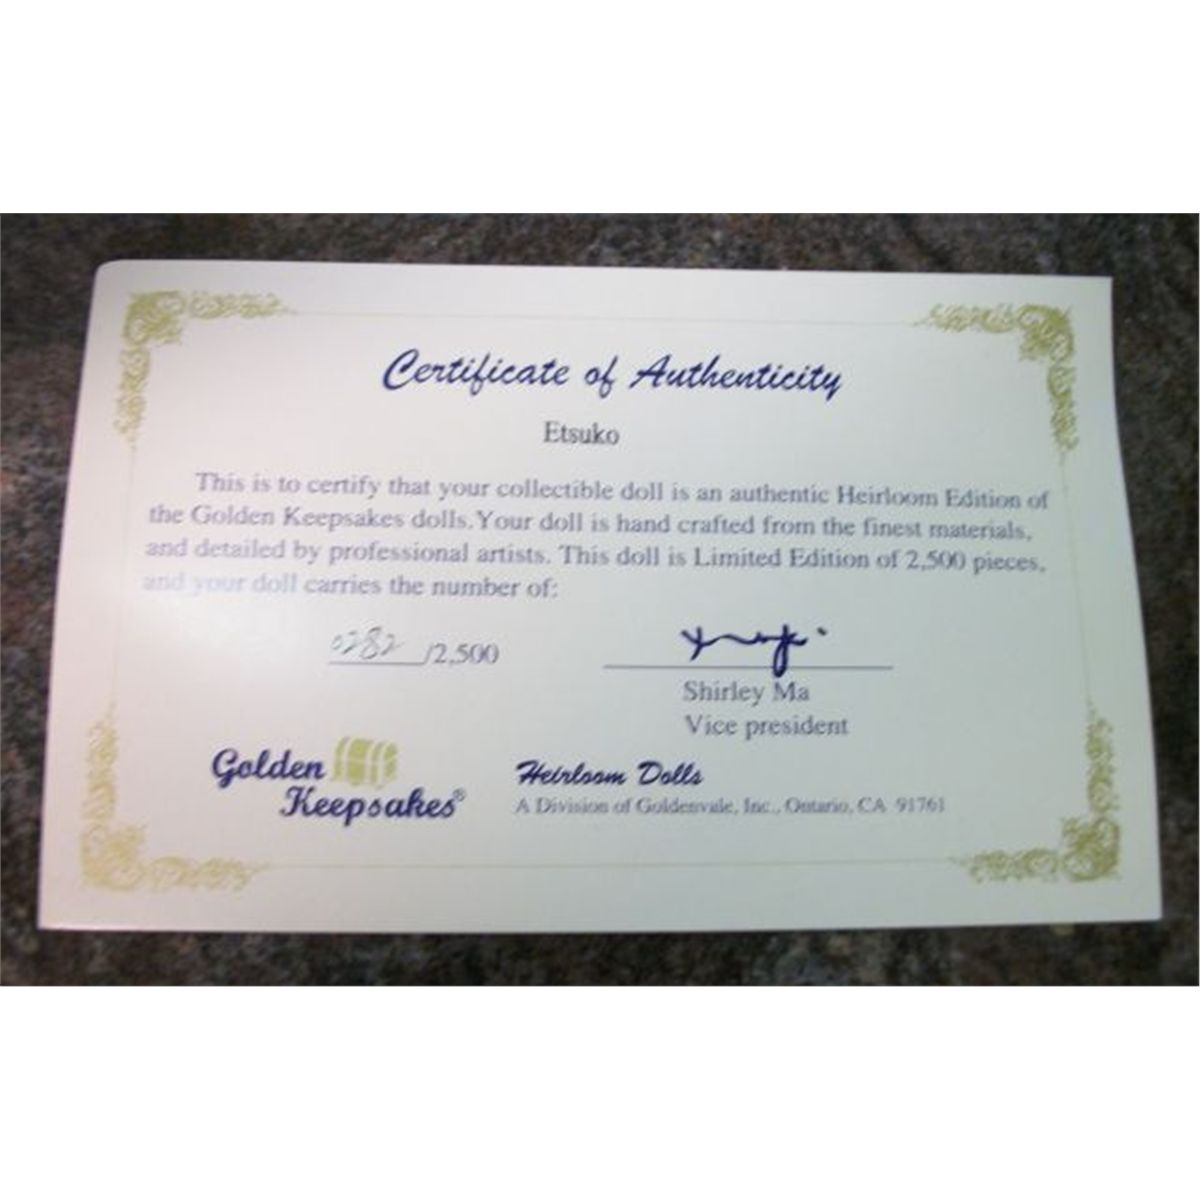 Certificate of Authenticity
Etsuko
This is to certify that your collectible doll is an authentic Heirloom Edition of
the Golden Keepsakes dolls.Your doll is hand crafted from the finest materials,
and detailed by professional artists. This doll is Limited Edition of 2,500 pieces,
and your doll carries the number of:
0282 /2,500
Shirley Ma
Vice president
Golden
Keepsakes®
Heirloom Dolls
A Division of Goldenvale, Inc., Ontario, CA 91761